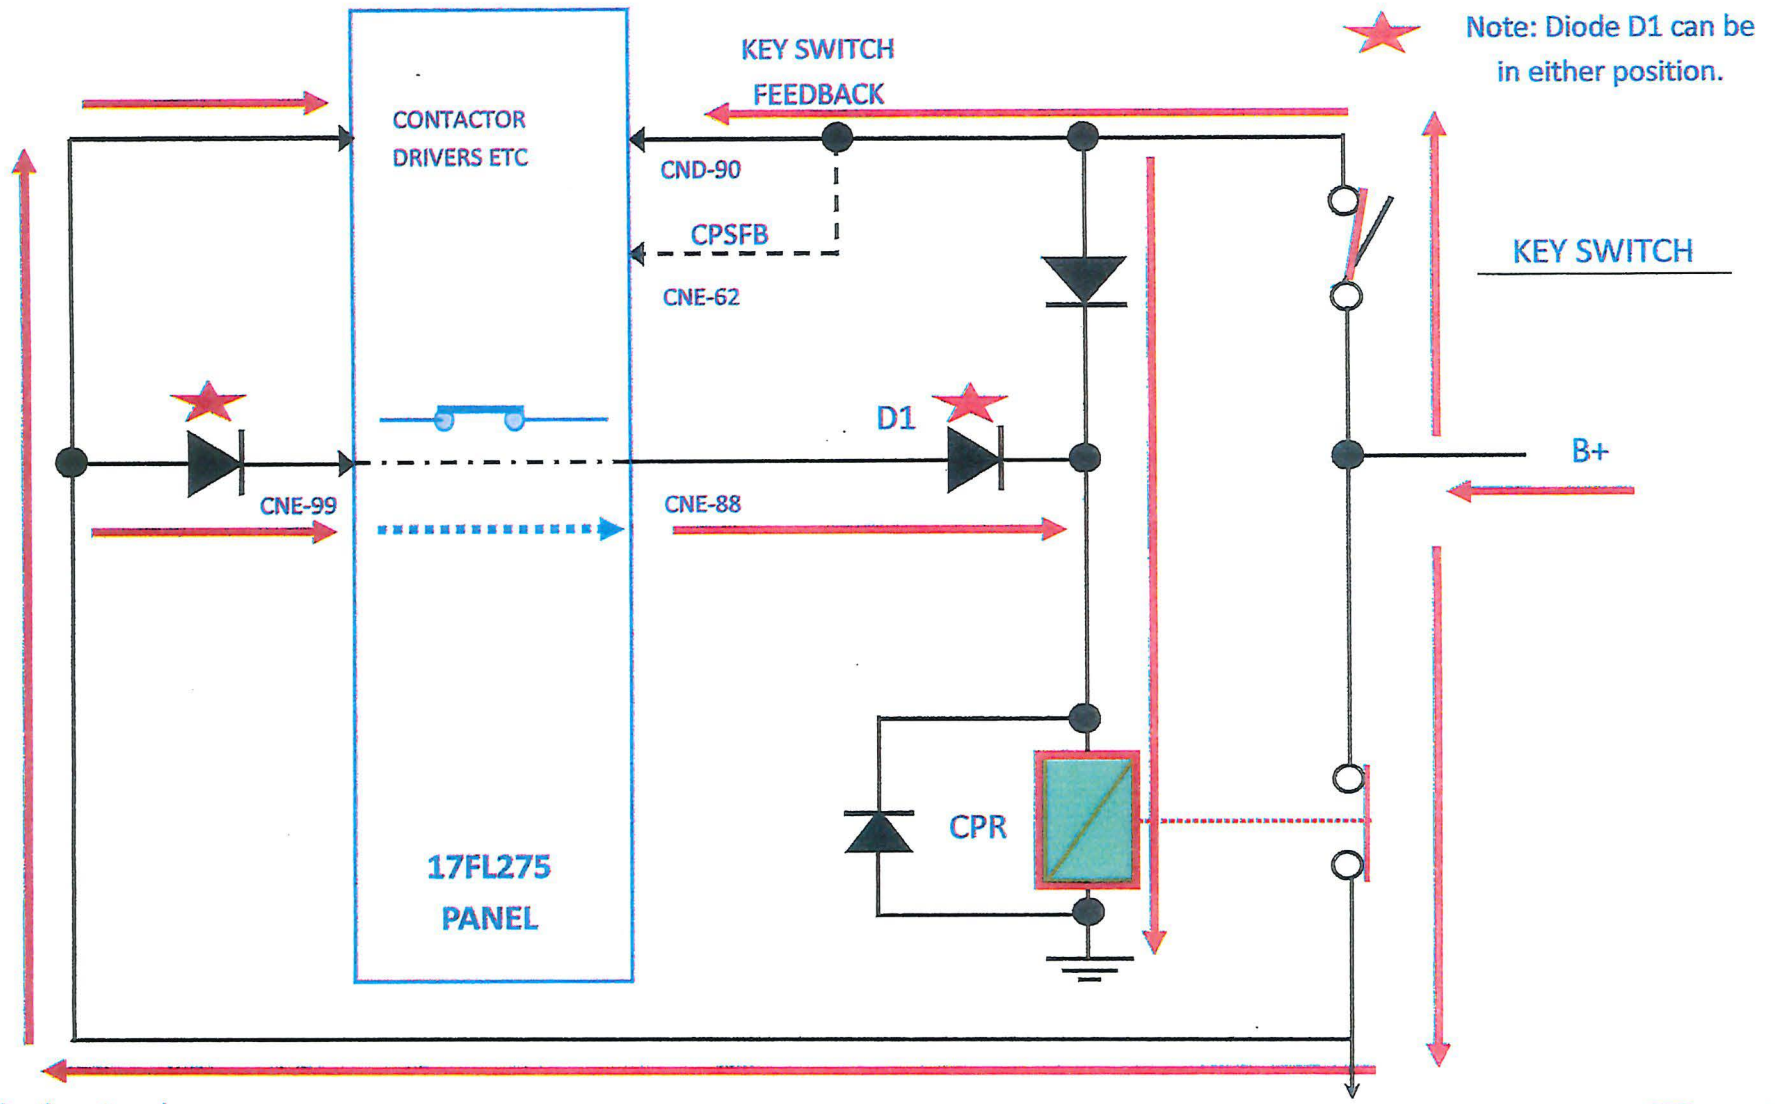 Note: Diode D1 can be
in either position.
KEY SWITCH
FEEDBACK
CONTACTOR
DRIVERS ETC
CND-90
CPSFB
CNE-62
KEY SWITCH
D1
B+
CNE-99
CNE-88
CPR
17FL275
PANEL